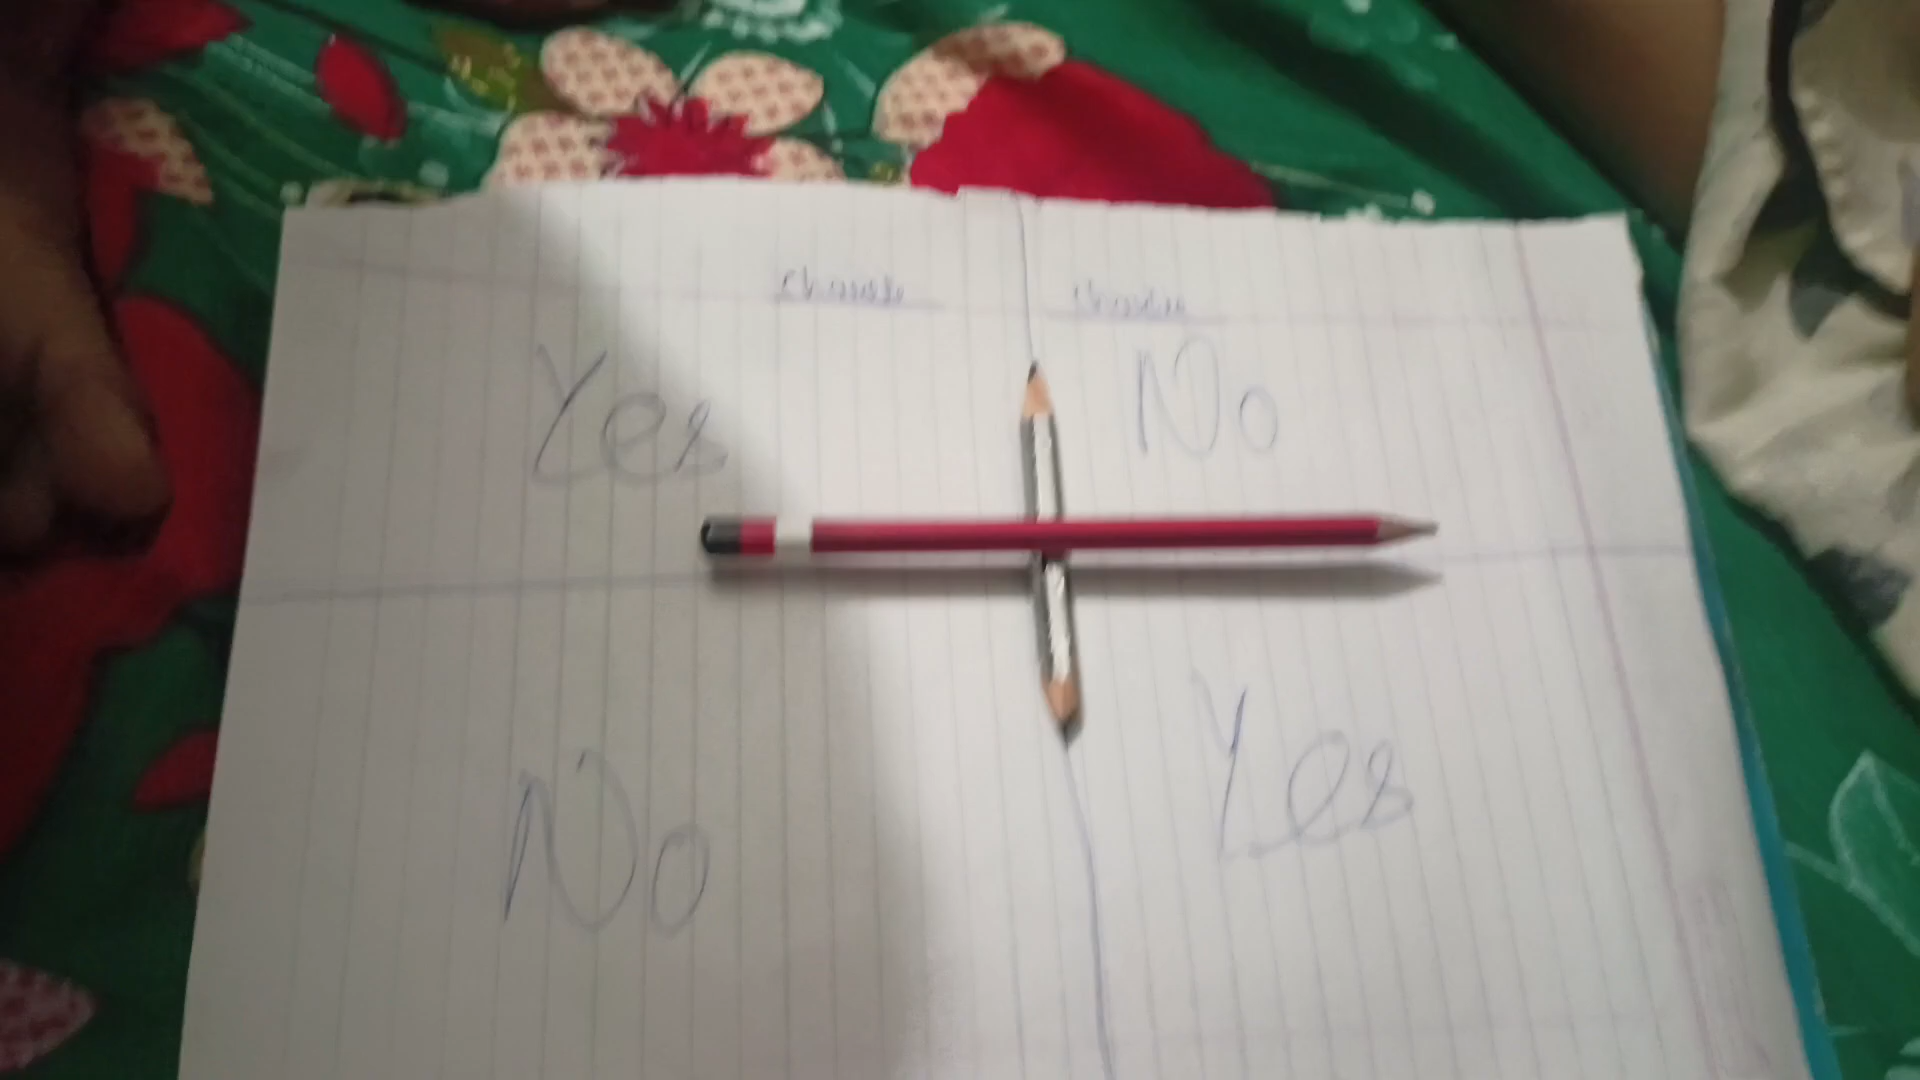 Yes No
No Yes